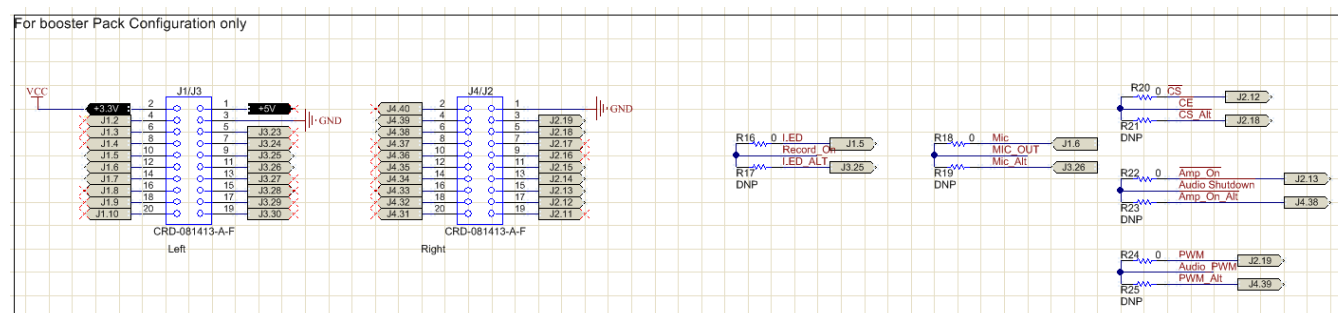 For booster Pack Configuration only
VCC
J1/J3
+3.3V 2 1 +5V
J1.2 4 3 GND
J1.3 6 5 J3.23
J1.4 8 7 J3.24
J1.5 10 9 J3.25
J1.6 12 11 J3.26
J1.7 14 13 J3.27
J1.8 16 15 J3.28
J1.9 18 17 J3.29
J1.10 20 19 J3.30
CRD-081413-A-F
Left
J4/J2
J4.40 2 1 GND
J4.39 4 3 J2.19
J4.38 6 5 J2.18
J4.37 8 7 J2.17
J4.36 10 9 J2.16
J4.35 12 11 J2.15
J4.34 14 13 J2.14
J4.33 16 15 J2.13
J4.32 18 17 J2.12
J4.31 20 19 J2.11
CRD-081413-A-F
Right
R16 0 LED J1.5
Record_On
R17 LED_ALT J3.25
DNP
R18 0 Mic J1.6
MIC_OUT
R19 Mic_Alt J3.26
DNP
R20 0 CS J2.12
CE
R21 CS_Alt J2.18
DNP
R22 0 Amp_On J2.13
Audio Shutdown
R23 Amp_On_Alt J4.38
DNP
R24 0 PWM J2.19
Audio_PWM
R25 PWM_Alt J4.39
DNP